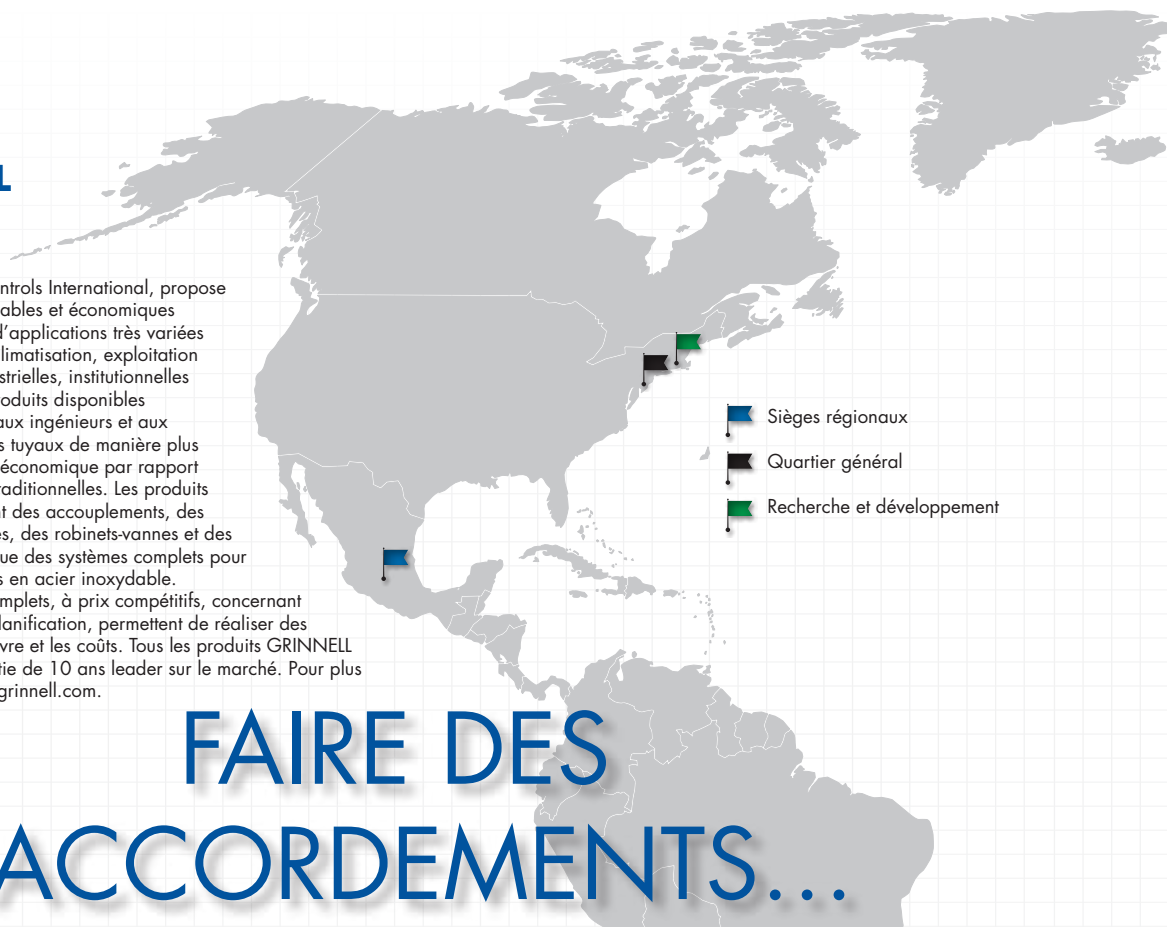 L
ntrols International, propose
ables et économiques
d’applications très variées
limatisation, exploitation
strielles, institutionnelles
oduits disponibles
aux ingénieurs et aux
s tuyaux de manière plus
économique par rapport
raditionnelles. Les produits
nt des accouplements, des
es, des robinets-vannes et des
que des systèmes complets pour
s en acier inoxydable.
mplets, à prix compétitifs, concernant
lanification, permettent de réaliser des
vre et les coûts. Tous les produits GRINNELL
tie de 10 ans leader sur le marché. Pour plus
grinnell.com.
Sièges régionaux
Quartier général
Recherche et développement
FAIRE DES
ACCORDEMENTS...